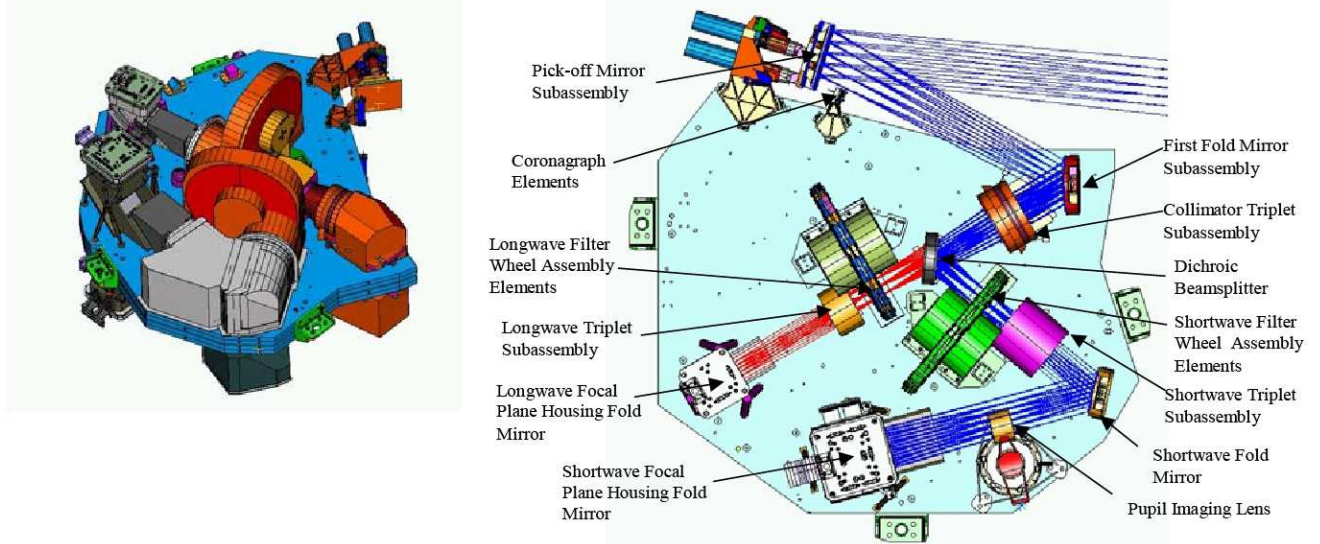 Pick-off Mirror
Subassembly
Coronagraph
Elements
Longwave Filter
Wheel Assembly
Elements
Longwave Triplet
Subassembly
Longwave Focal
Plane Housing Fold
Mirror
Shortwave Focal
Plane Housing Fold
Mirror
First Fold Mirror
Subassembly
Collimator Triplet
Subassembly
Dichroic
Beamsplitter
Shortwave Filter
Wheel Assembly
Elements
Shortwave Triplet
Subassembly
Shortwave Fold
Mirror
Pupil Imaging Lens